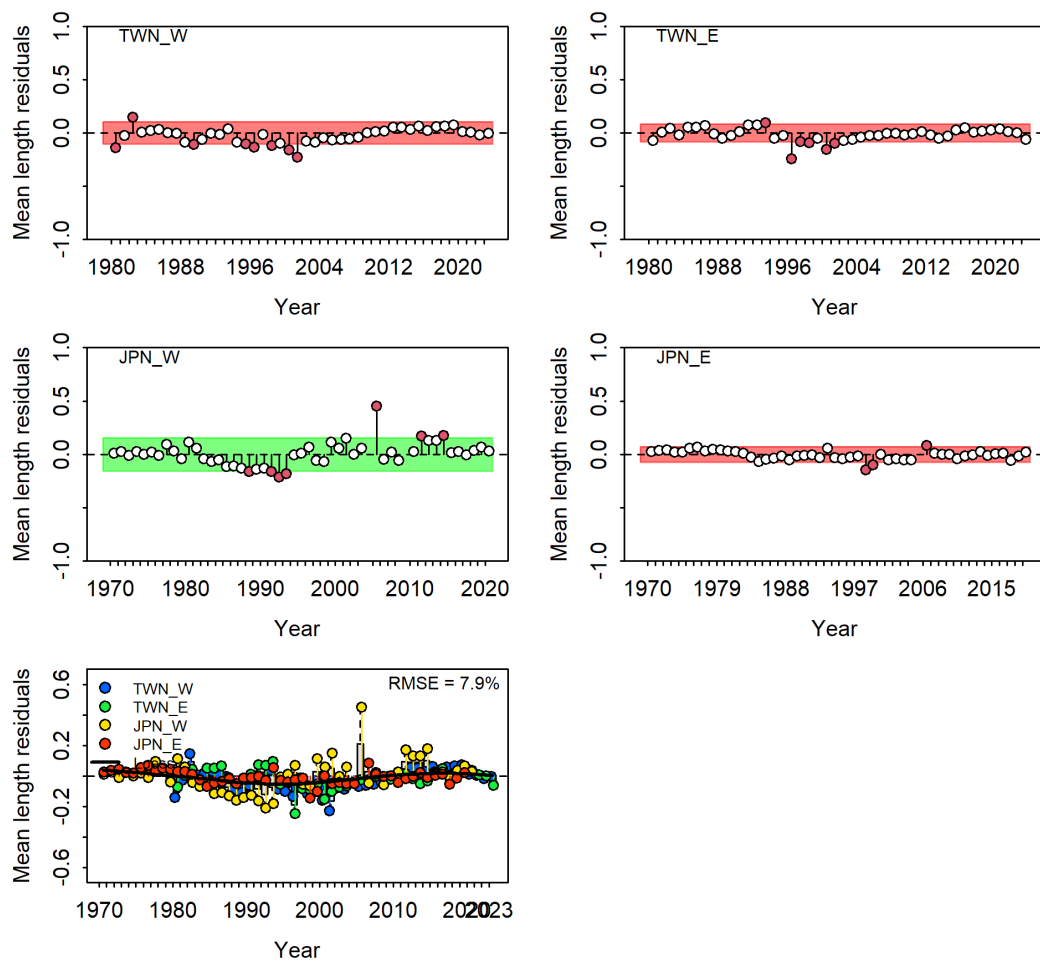 TWN_W
Mean length residuals
1.0
0.5
0.0
-1.0
1980 1988 1996 2004 2012 2020
Year
TWN_E
Mean length residuals
1.0
0.5
0.0
-1.0
1980 1988 1996 2004 2012 2020
Year
JPN_W
Mean length residuals
1.0
0.5
0.0
-1.0
1970 1980 1990 2000 2010 2020
Year
JPN_E
Mean length residuals
1.0
0.5
0.0
-1.0
1970 1979 1988 1997 2006 2015
Year
RMSE = 7.9%
TWN_W
TWN_E
JPN_W
JPN_E
Mean length residuals
0.6
0.2
-0.2
-0.6
1970 1980 1990 2000 2010 2020 2023
Year